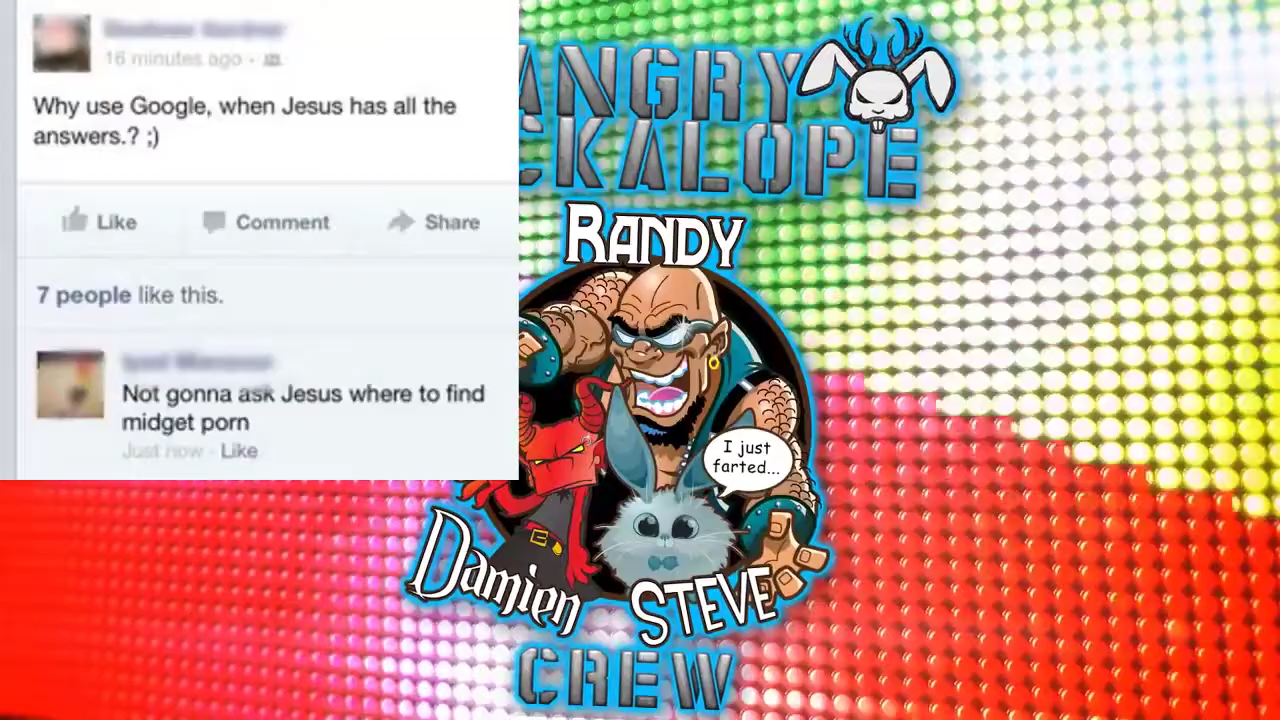 16 minutes ago
Why use Google, when Jesus has all the
answers.? ;)
Like Comment Share
7 people like this.
Not gonna ask Jesus where to find
midget porn
Just now · Like
ANGRY
CKALOPE
RANDY
I just
farted...
Damien
STEVE
CREW